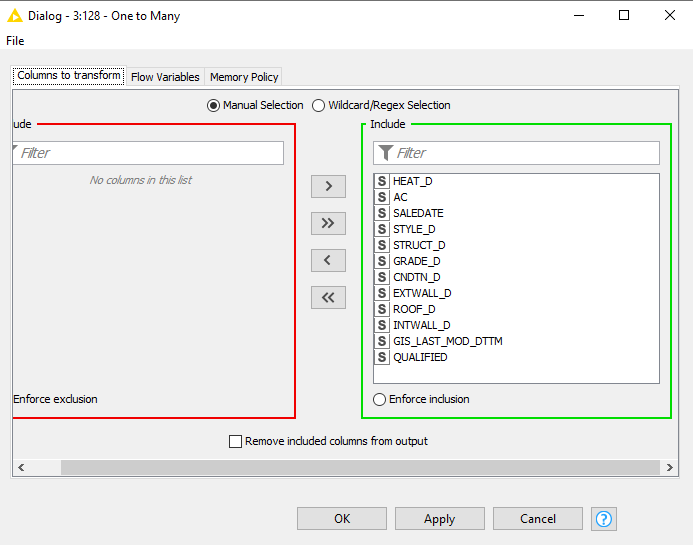 Dialog - 3:128 - One to Many
File
Columns to transform Flow Variables Memory Policy
Manual Selection Wildcard/Regex Selection
ude
Filter
No columns in this list
Enforce exclusion
>
>>
<
<<
Include
Filter
S HEAT_D
S AC
S SALEDATE
S STYLE_D
S STRUCT_D
S GRADE_D
S CNDTN_D
S EXTWALL_D
S ROOF_D
S INTWALL_D
S GIS_LAST_MOD_DTTM
S QUALIFIED
Enforce inclusion
Remove included columns from output
OK Apply Cancel ?